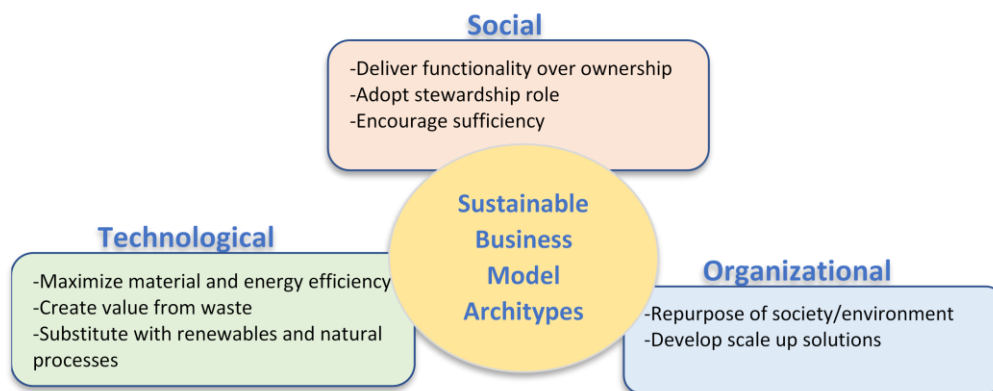 Social
-Deliver functionality over ownership
-Adopt stewardship role
-Encourage sufficiency
Sustainable
Business
Model
Architypes
Technological
-Maximize material and energy efficiency
-Create value from waste
-Substitute with renewables and natural
processes
Organizational
-Repurpose of society/environment
-Develop scale up solutions